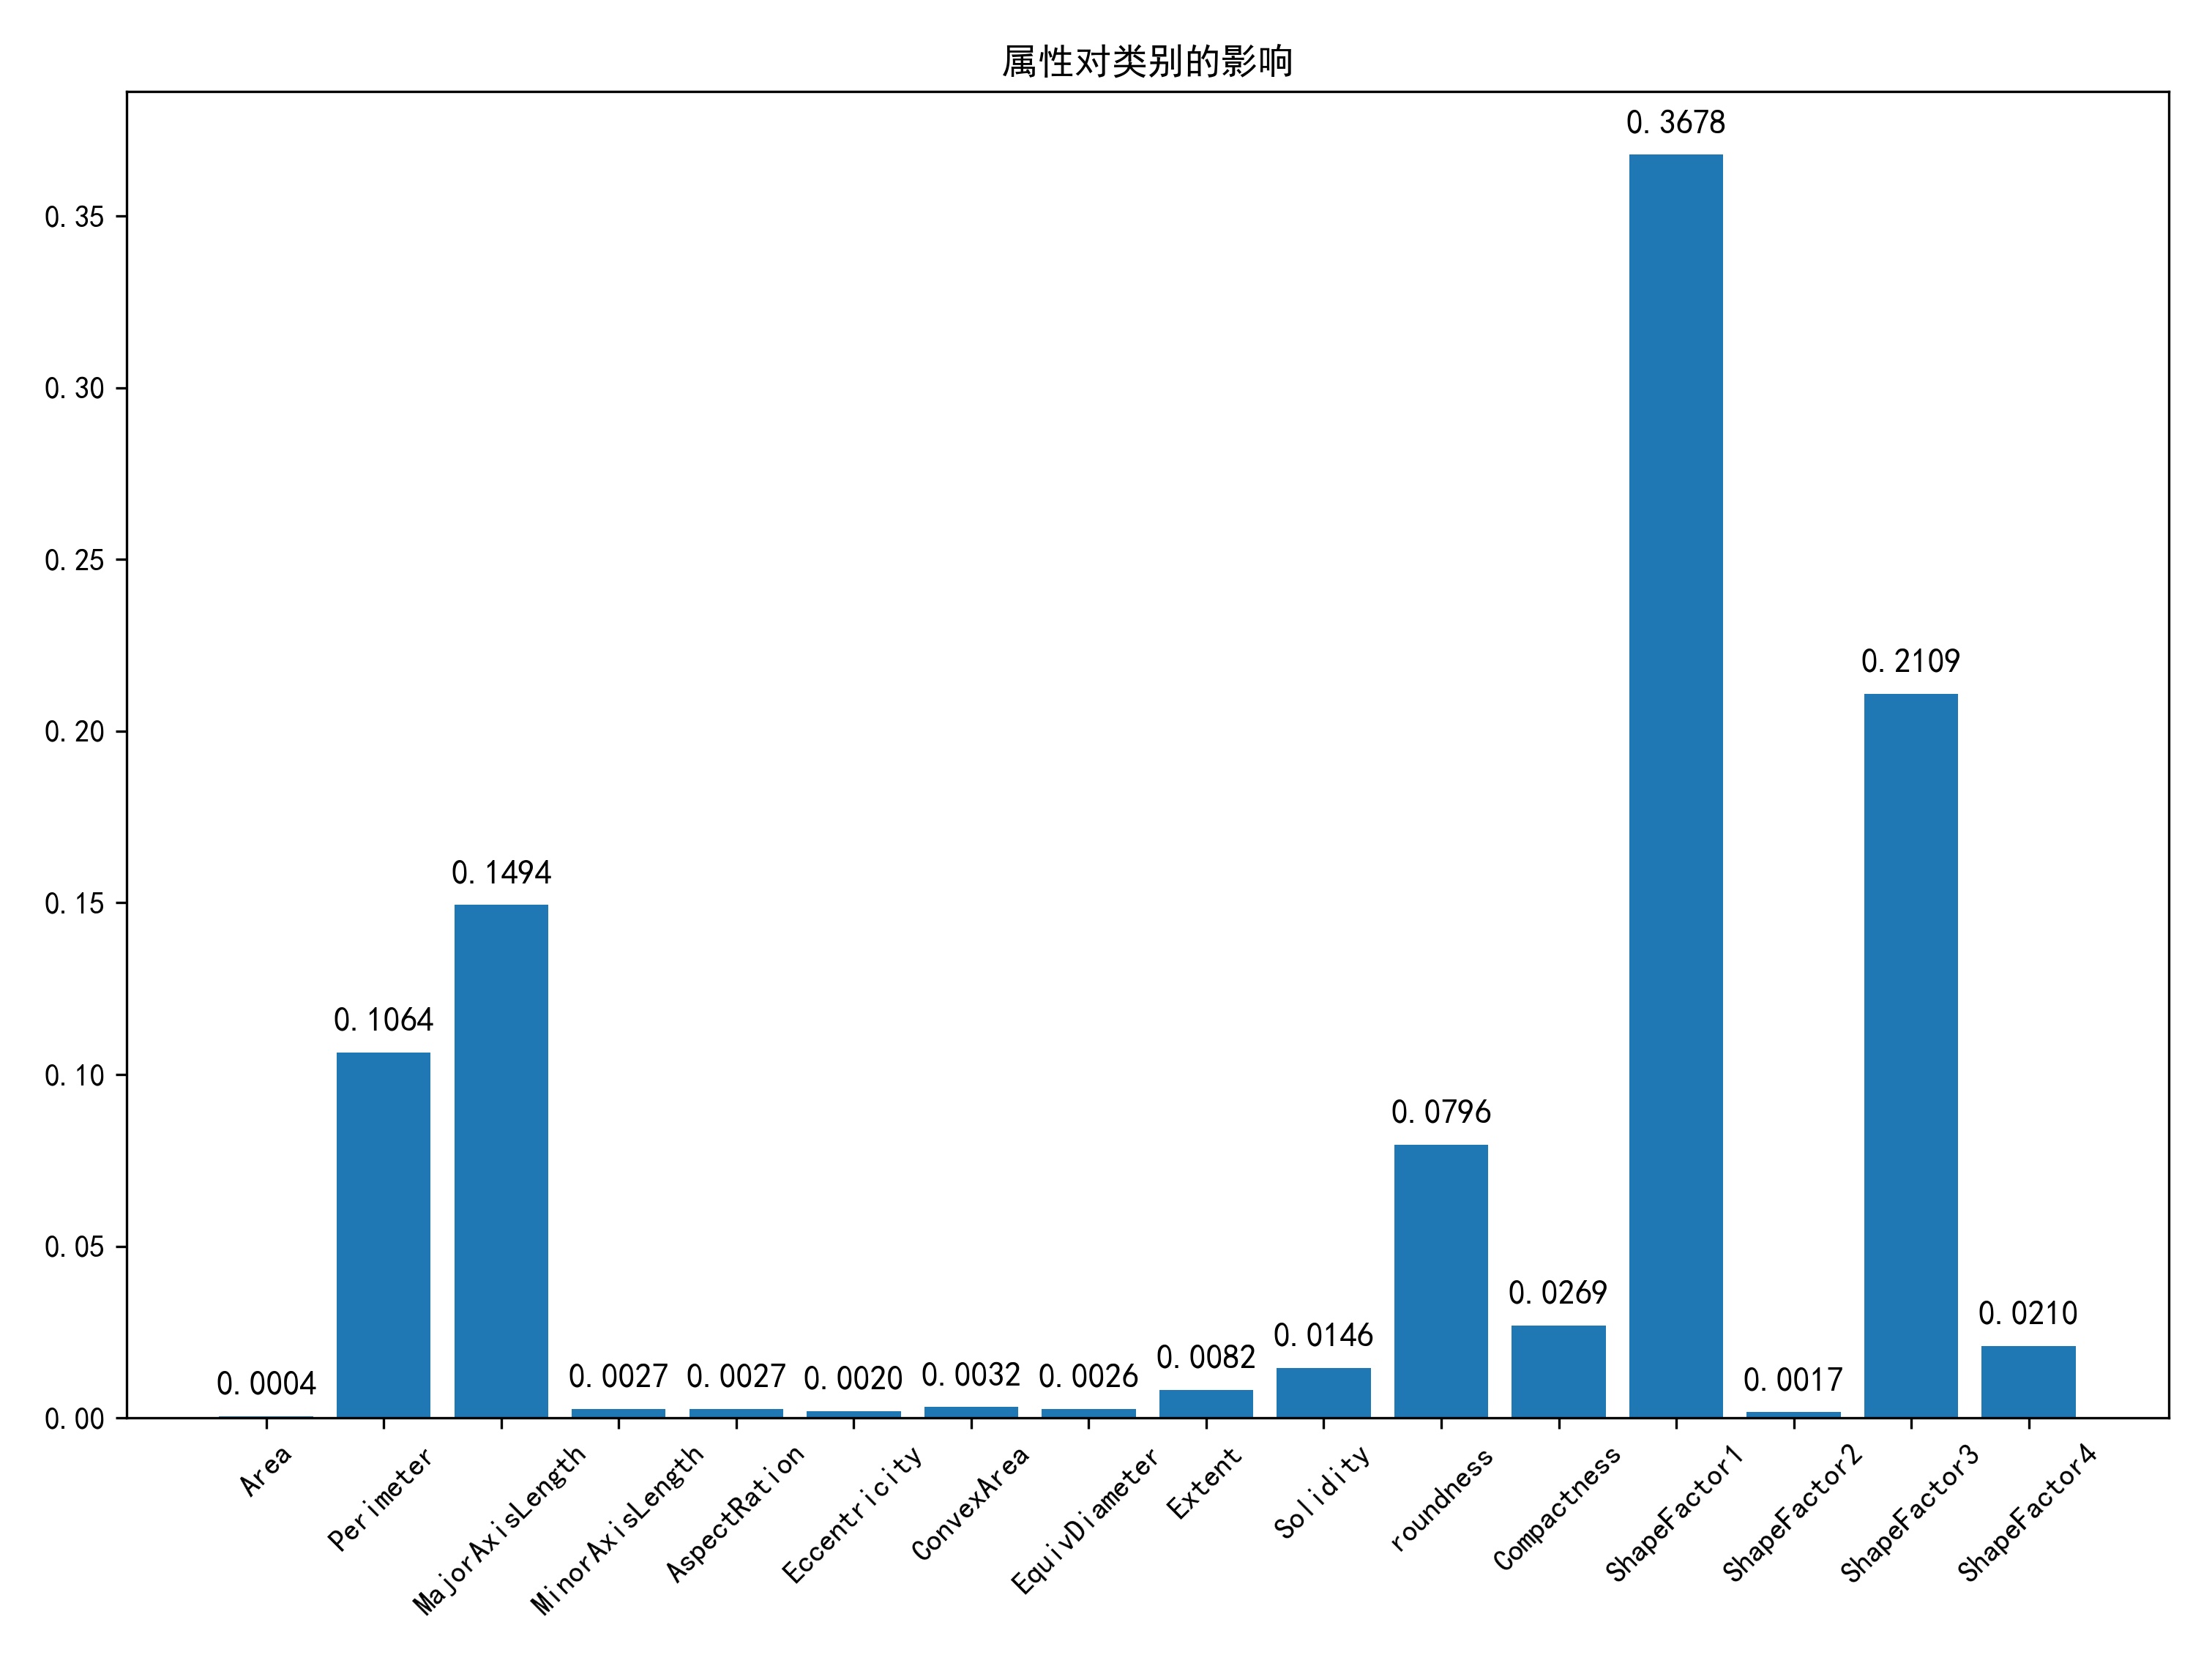 属性对类别的影响
0.35
0.30
0.25
0.20
0.15
0.10
0.05
0.00
0.0004
0.1064
0.1494
0.0027
0.0027
0.0020
0.0032
0.0026
0.0082
0.0146
0.0796
0.0269
0.3678
0.0017
0.2109
0.0210
Area
Perimeter
MajorAxisLength
MinorAxisLength
AspectRation
Eccentricity
ConvexArea
EquivDiameter
Extent
Solidity
roundness
Compactness
ShapeFactor1
ShapeFactor2
ShapeFactor3
ShapeFactor4